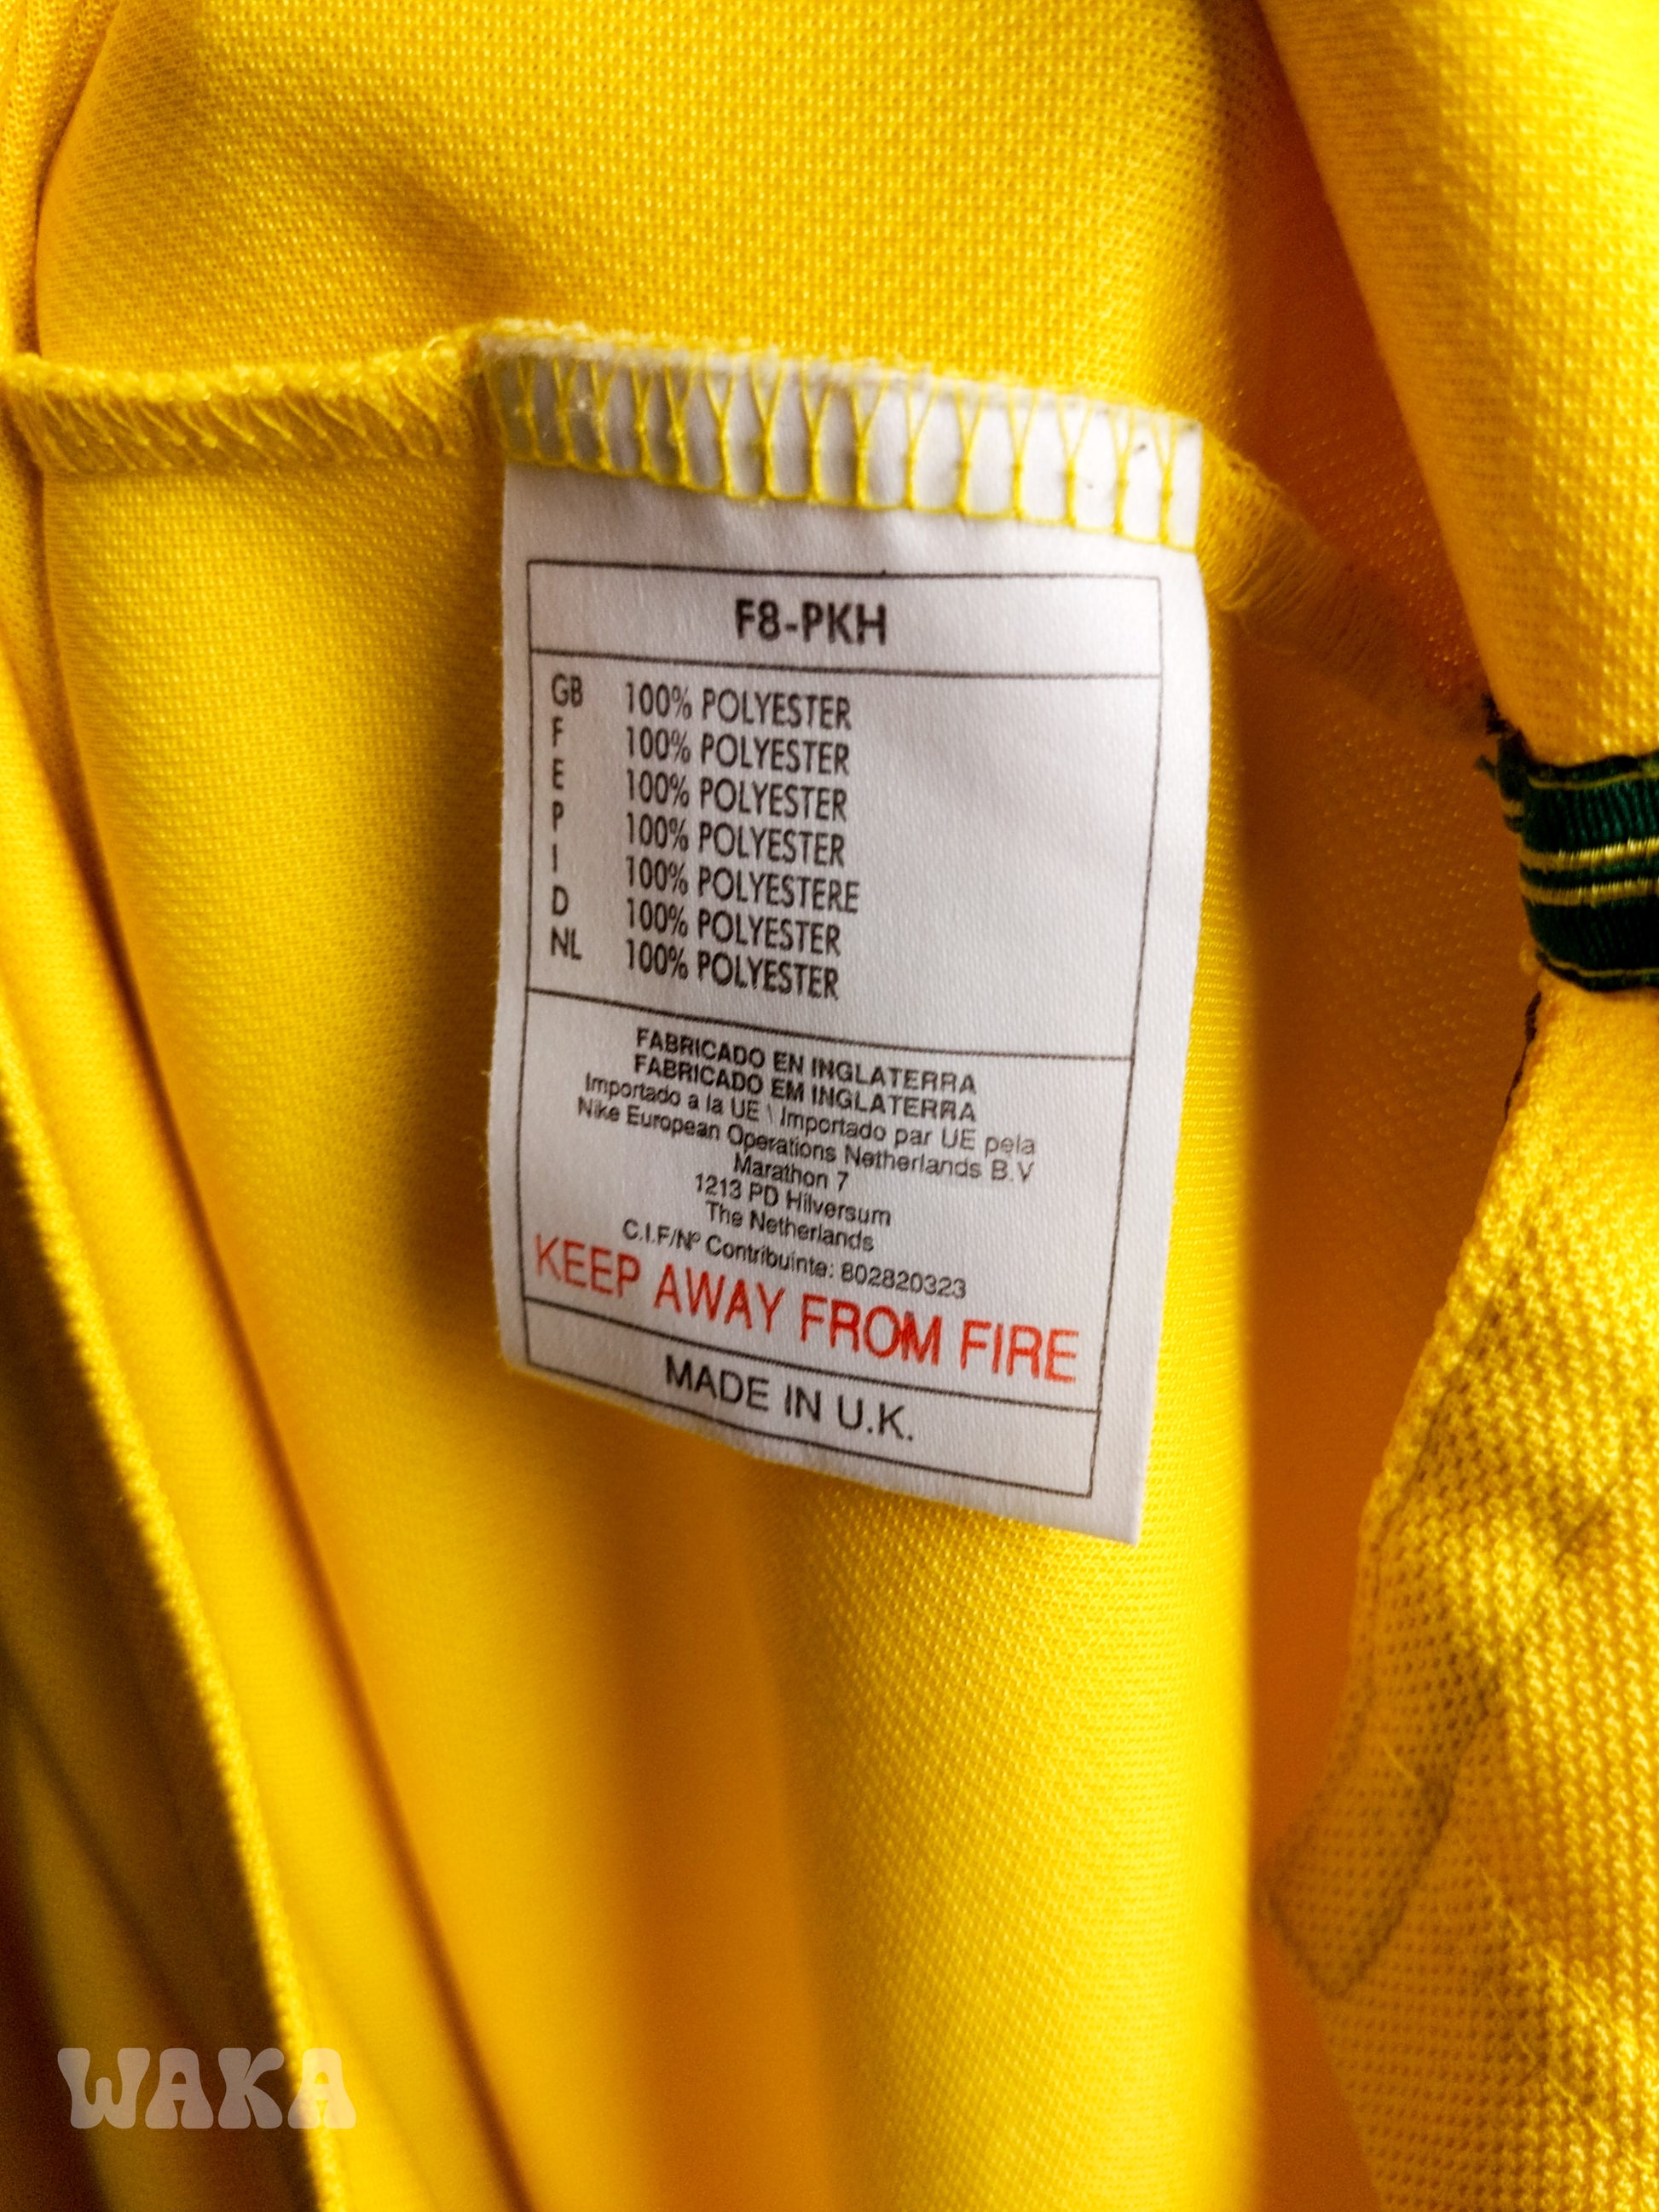 F8-PKH
GB 100% POLYESTER
F 100% POLYESTER
E 100% POLYESTER
P 100% POLYESTER
I 100% POLYESTERE
D 100% POLYESTER
NL 100% POLYESTER
FABRICADO EN INGLATERRA
FABRICADO EM INGLATERRA
Importado a la UE \ Importado par UE pela
Nike European Operations Netherlands B.V
Marathon 7
1213 PD Hilversum
The Netherlands
C.I.F/Nº Contribuinte: 802820323
KEEP AWAY FROM FIRE
MADE IN U.K.
WAKA